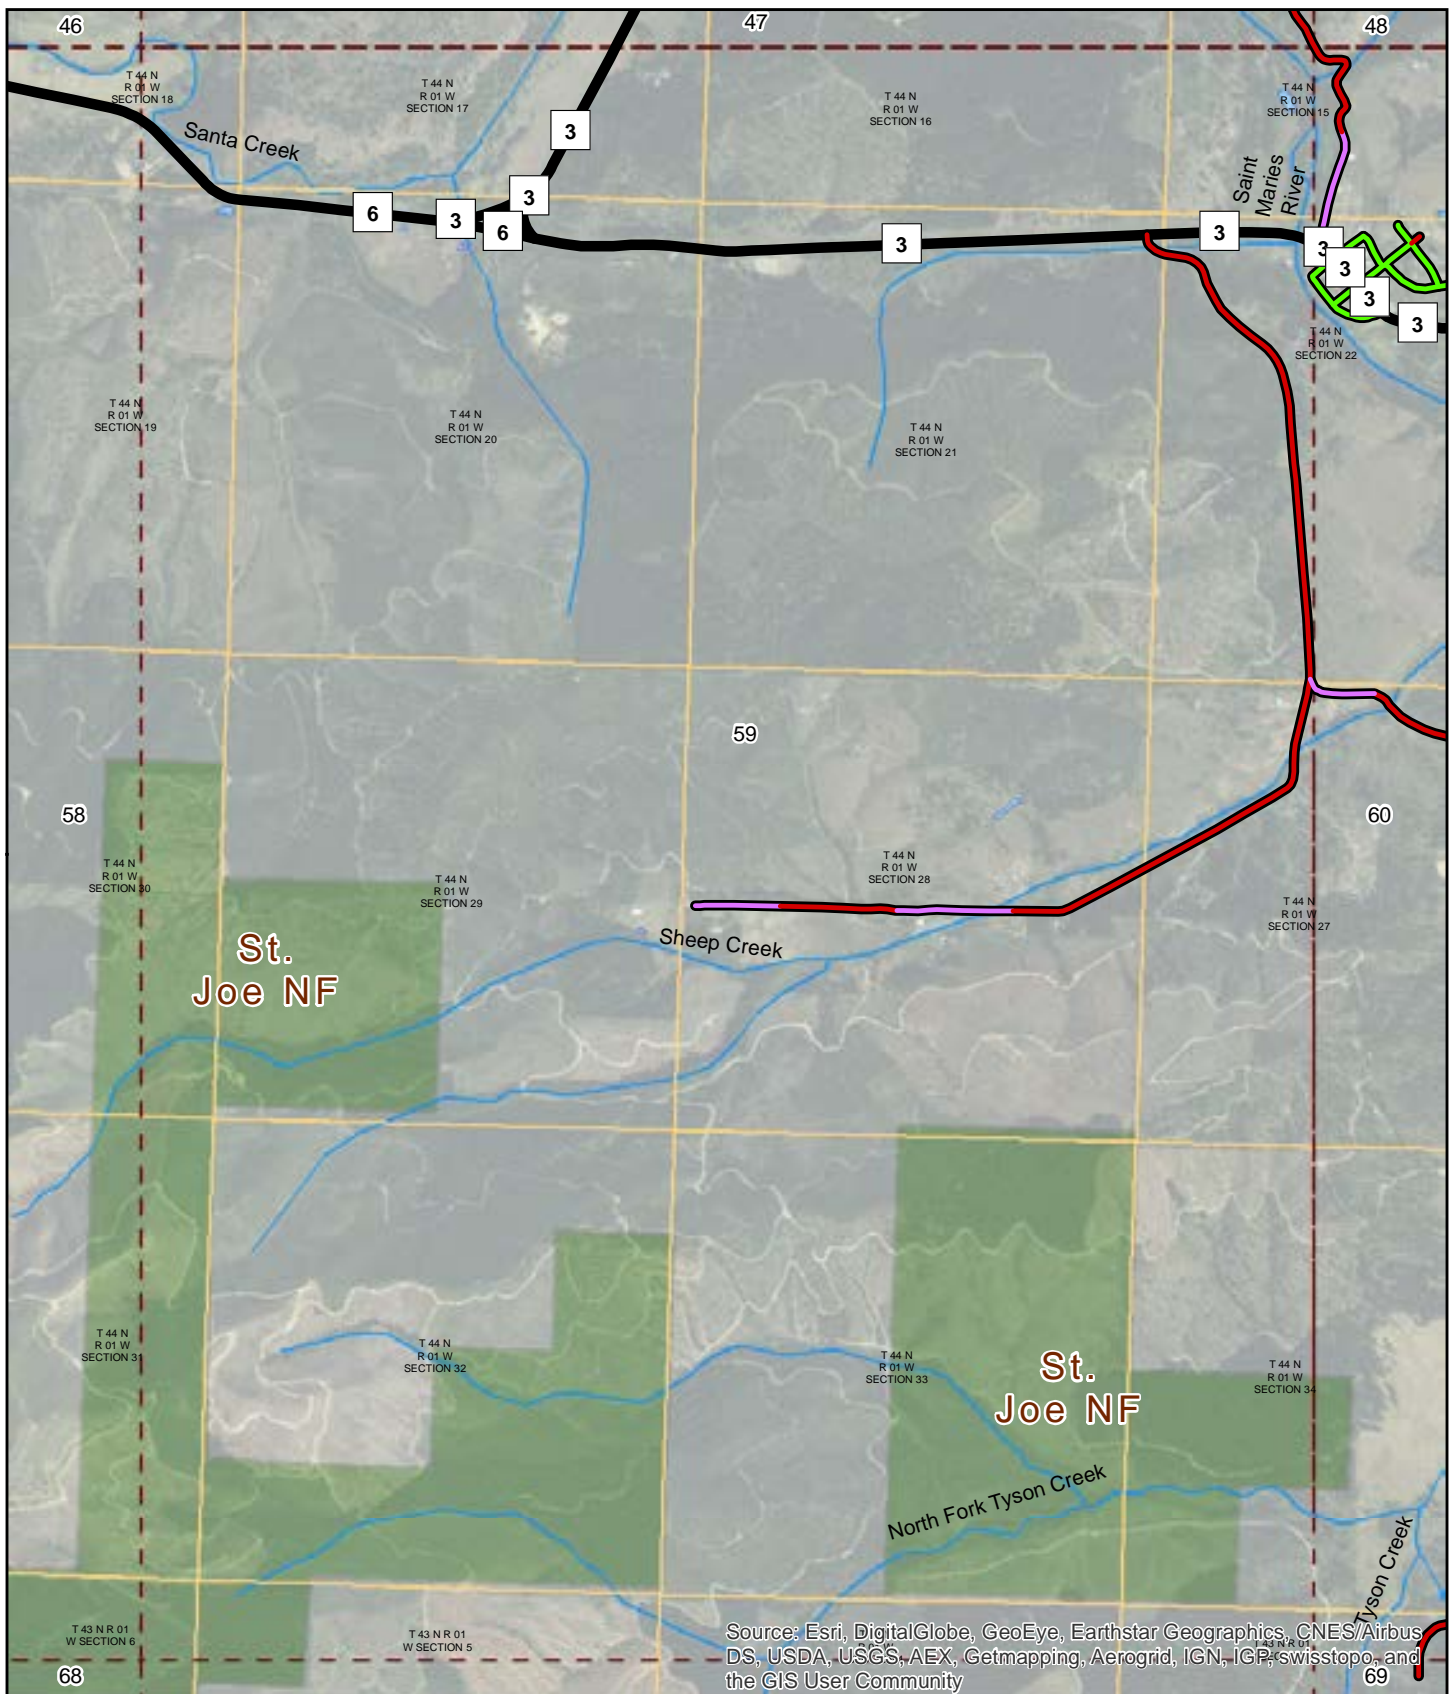 46
47
48
T 44 N
R 01 W
SECTION 18
T 44 N
R 01 W
SECTION 17
T 44 N
R 01 W
SECTION 16
T 44 N
R 01 W
SECTION 15
Santa Creek
3
Saint
Maries
River
3
6
3
6
3
3
3
3
3
3
T 44 N
R 01 W
SECTION 22
T 44 N
R 01 W
SECTION 19
T 44 N
R 01 W
SECTION 20
T 44 N
R 01 W
SECTION 21
59
58
60
T 44 N
R 01 W
SECTION 30
T 44 N
R 01 W
SECTION 29
T 44 N
R 01 W
SECTION 28
T 44 N
R 01 W
SECTION 27
St.
Joe NF
Sheep Creek
T 44 N
R 01 W
SECTION 31
T 44 N
R 01 W
SECTION 32
T 44 N
R 01 W
SECTION 33
St.
Joe NF
T 44 N
R 01 W
SECTION 34
North Fork Tyson Creek
Tyson Creek
T 43 N R 01
W SECTION 6
T 43 N R 01
W SECTION 5
T 43 N R 01
Source: Esri, DigitalGlobe, GeoEye, Earthstar Geographics, CNES/Airbus
DS, USDA, USGS, AEX, Getmapping, Aerogrid, IGN, IGP, swisstopo, and
the GIS User Community
68
69